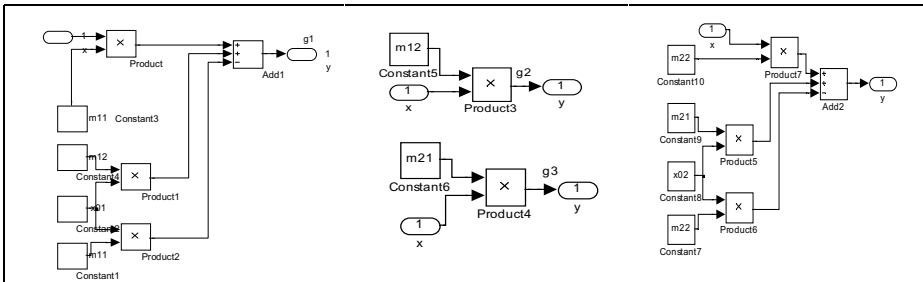 g1
1
x
Product
Add1
1
y
m11
Constant3
m12
Constant4
Product1
x01
m11
Product2
Constant1
m12
Constant5
g2
1
x
Product3
1
y
m21
Constant6
g3
1
x
Product4
1
y
1
x
m22
Constant10
Product7
Add2
1
y
m21
Constant9
Product5
x02
Constant8
m22
Product6
Constant7